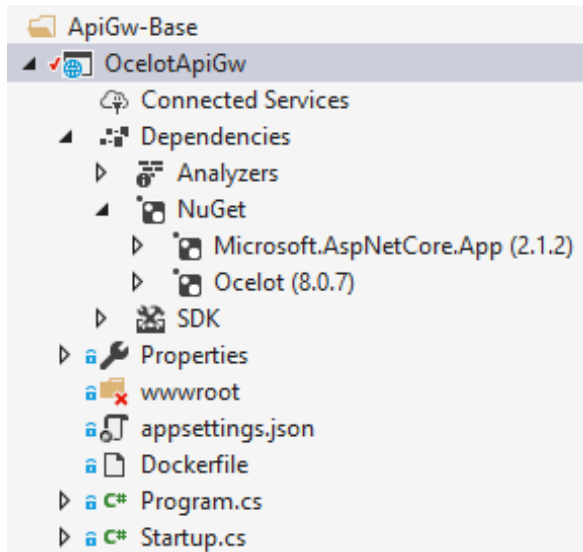 ApiGw-Base
OcelotApiGw
Connected Services
Dependencies
Analyzers
NuGet
Microsoft.AspNetCore.App (2.1.2)
Ocelot (8.0.7)
SDK
Properties
wwwroot
appsettings.json
Dockerfile
C# Program.cs
C# Startup.cs